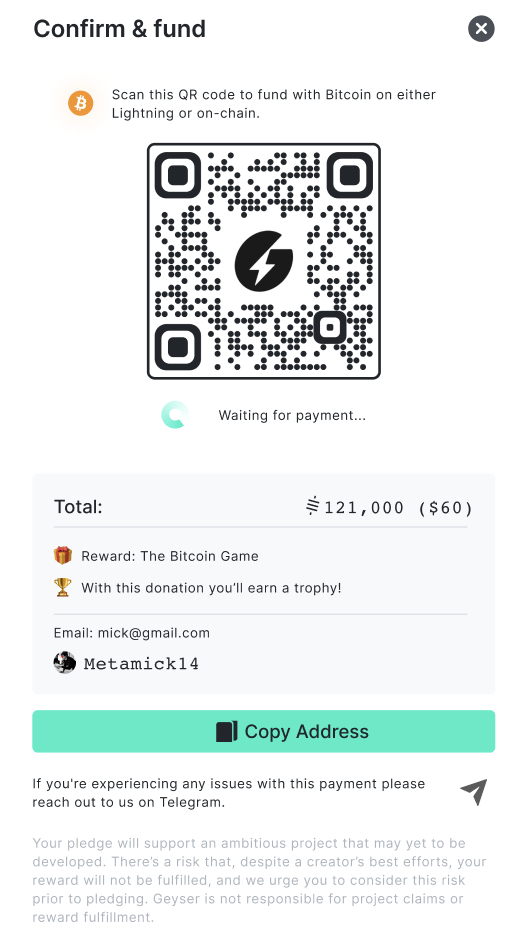 Confirm & fund
Scan this QR code to fund with Bitcoin on either
Lightning or on-chain.
Waiting for payment...
Total:
121,000 ($60)
Reward: The Bitcoin Game
With this donation you’ll earn a trophy!
Email: mick@gmail.com
Metamick14
Copy Address
If you're experiencing any issues with this payment please
reach out to us on Telegram.
Your pledge will support an ambitious project that may yet to be
developed. There’s a risk that, despite a creator’s best efforts, your
reward will not be fulfilled, and we urge you to consider this risk
prior to pledging. Geyser is not responsible for project claims or
reward fulfillment.